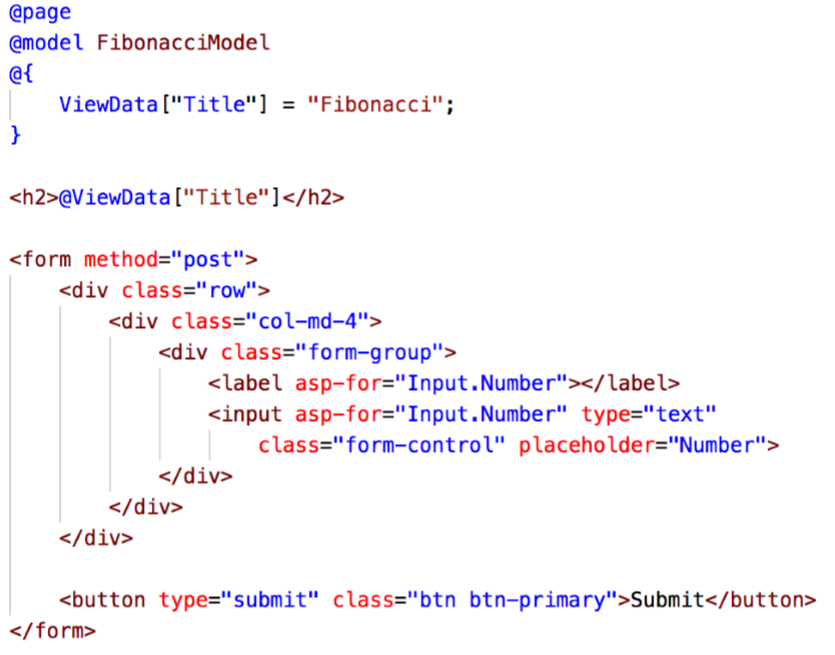 @page
@model FibonacciModel
@{
    ViewData["Title"] = "Fibonacci";
}

<h2>@ViewData["Title"]</h2>

<form method="post">
    <div class="row">
        <div class="col-md-4">
            <div class="form-group">
                <label asp-for="Input.Number"></label>
                <input asp-for="Input.Number" type="text"
                    class="form-control" placeholder="Number">
            </div>
        </div>
    </div>

    <button type="submit" class="btn btn-primary">Submit</button>
</form>